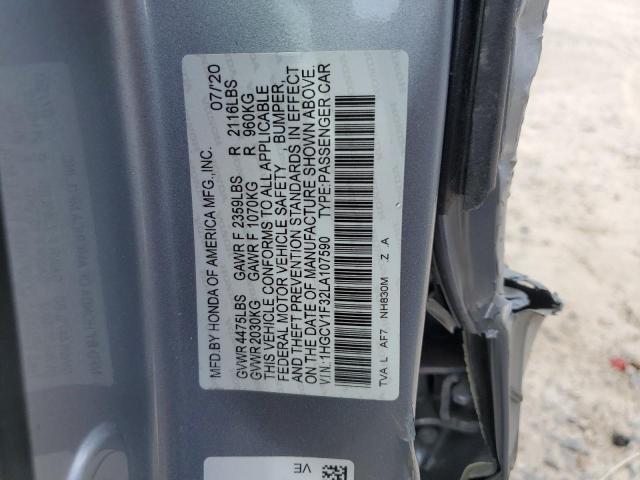 MFD.BY HONDA OF AMERICA MFG.,INC. 07/20
GVWR 4475LBS GAWR F 2359LBS R 2116LBS
GVWR 2030KG GAWR F 1070KG R 960KG
THIS VEHICLE CONFORMS TO ALL APPLICABLE
FEDERAL MOTOR VEHICLE SAFETY , BUMPER,
AND THEFT PREVENTION STANDARDS IN EFFECT
ON THE DATE OF MANUFACTURE SHOWN ABOVE.
V.I.N.:1HGCV1F32LA107590 TYPE:PASSENGER CAR
TVA L AF7 NH830M Z A
VE